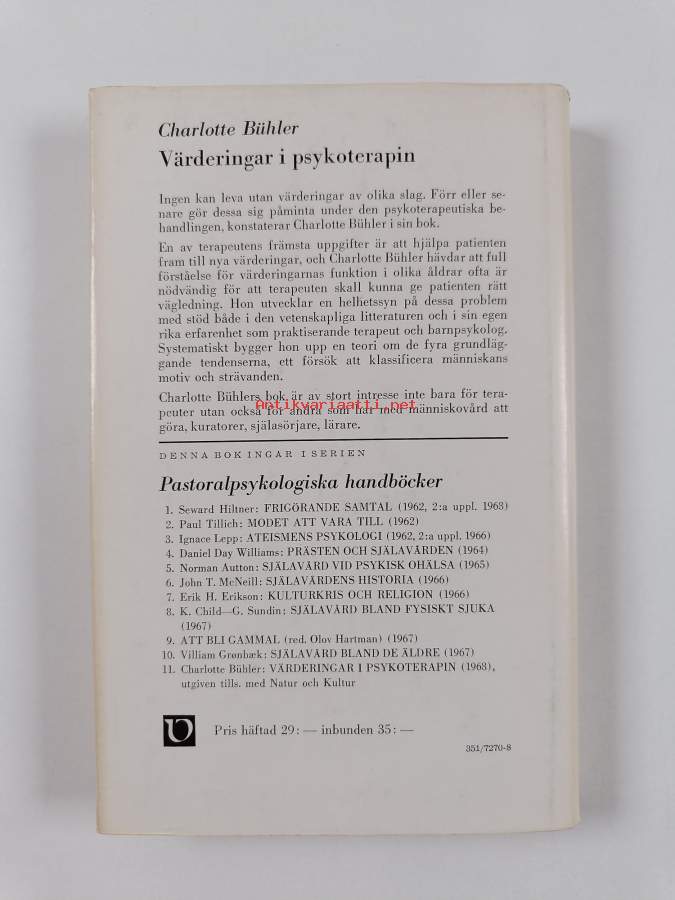 Charlotte Bühler
Värderingar i psykoterapin
Ingen kan leva utan värderingar av olika slag. Förr eller se-
nare gör dessa sig påminta under den psykoterapeutiska be-
handlingen, konstaterar Charlotte Bühler i sin bok.
En av terapeutens främsta uppgifter är att hjälpa patienten
fram till nya värderingar, och Charlotte Bühler hävdar att full
förståelse för värderingarnas funktion i olika åldrar ofta är
nödvändig för att terapeuten skall kunna ge patienten rätt
vägledning. Hon utvecklar en helhetssyn på dessa problem
med stöd både i den vetenskapliga litteraturen och i sin egen
rika erfarenhet som praktiserande terapeut och barnpsykolog.
Systematiskt bygger hon upp en teori om de fyra grundläg-
gande tendenserna, ett försök att klassificera människans
motiv och strävanden.
Charlotte Bühlers bok är av stort intresse inte bara för tera-
Antikvariaatti.net
peuter utan också för andra som har med människovård att
göra, kuratorer, själasörjare, lärare.
DENNA BOK INGAR I SERIEN
Pastoralpsykologiska handböcker
1. Seward Hiltner: FRIGÖRANDE SAMTAL (1962, 2:a uppl. 1963)
2. Paul Tillich: MODET ATT VARA TILL (1962)
3. Ignace Lepp: ATEISMENS PSYKOLOGI (1962, 2:a uppl. 1966)
4. Daniel Day Williams: PRÄSTEN OCH SJÄLAVÅRDEN (1964)
5. Norman Autton: SJÄLAVÅRD VID PSYKISK OHÄLSA (1965)
6. John T. McNeill: SJÄLAVÅRDENS HISTORIA (1966)
7. Erik H. Erikson: KULTURKRIS OCH RELIGION (1966)
8. K. Child—G. Sundin: SJÄLAVÅRD BLAND FYSISKT SJUKA
(1967)
9. ATT BLI GAMMAL (red. Olov Hartman) (1967)
10. Villiam Grønbæk: SJÄLAVÅRD BLAND DE ÄLDRE (1967)
11. Charlotte Bühler: VÄRDERINGAR I PSYKOTERAPIN (1968),
utgiven tills. med Natur och Kultur
Pris häftad 29: — inbunden 35: —
351/7270-8